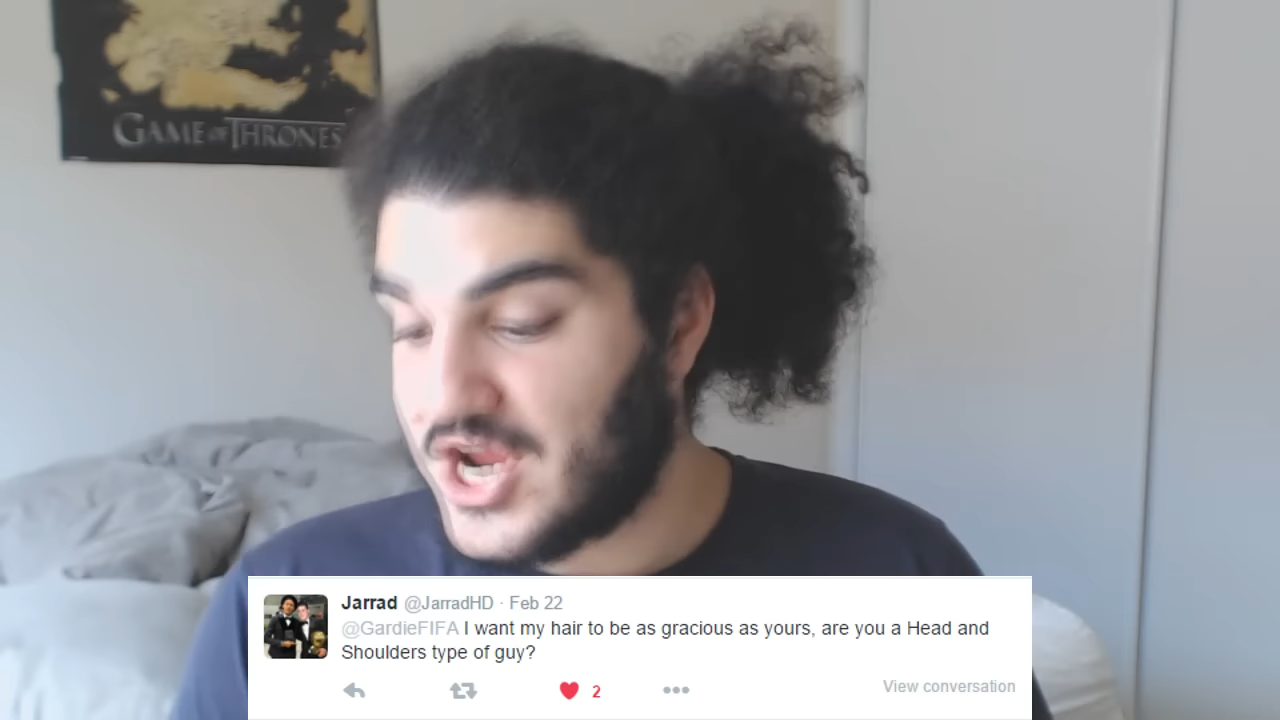 GAME OF THRONES
Jarrad @JarradHD · Feb 22
@GardieFIFA I want my hair to be as gracious as yours, are you a Head and
Shoulders type of guy?
2
View conversation